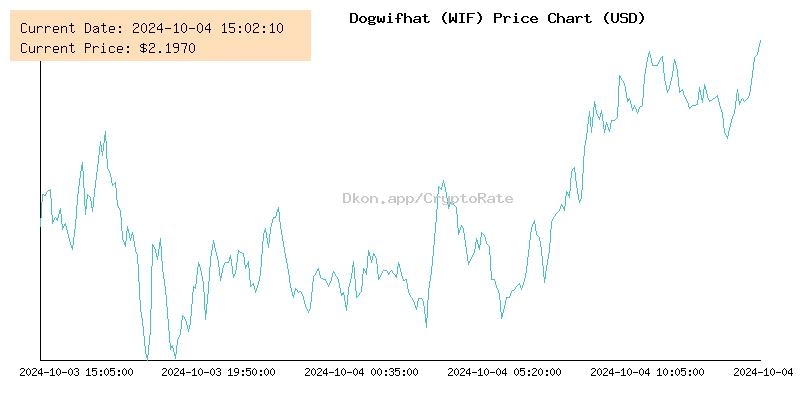 Dogwifhat (WIF) Price Chart (USD)
Current Date: 2024-10-04 15:02:10
Current Price: $2.1970
Dkon.app/CryptoRate
2024-10-03 15:05:00 2024-10-03 19:50:00 2024-10-04 00:35:00 2024-10-04 05:20:00 2024-10-04 10:05:00 2024-10-04